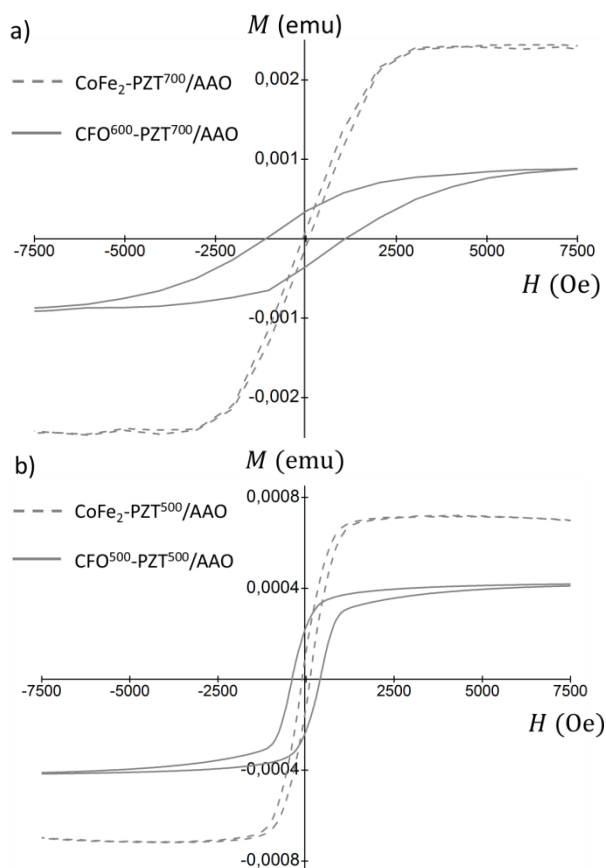 a)
M (emu)
CoFe₂-PZT⁷⁰⁰/AAO
CFO⁶⁰⁰-PZT⁷⁰⁰/AAO
0,002
0,001
-7500 -5000 -2500 0 2500 5000 7500
H (Oe)
-0,001
-0,002
b)
M (emu)
CoFe₂-PZT⁵⁰⁰/AAO
CFO⁵⁰⁰-PZT⁵⁰⁰/AAO
0,0008
0,0004
-7500 -5000 -2500 0 2500 5000 7500
H (Oe)
-0,0004
-0,0008